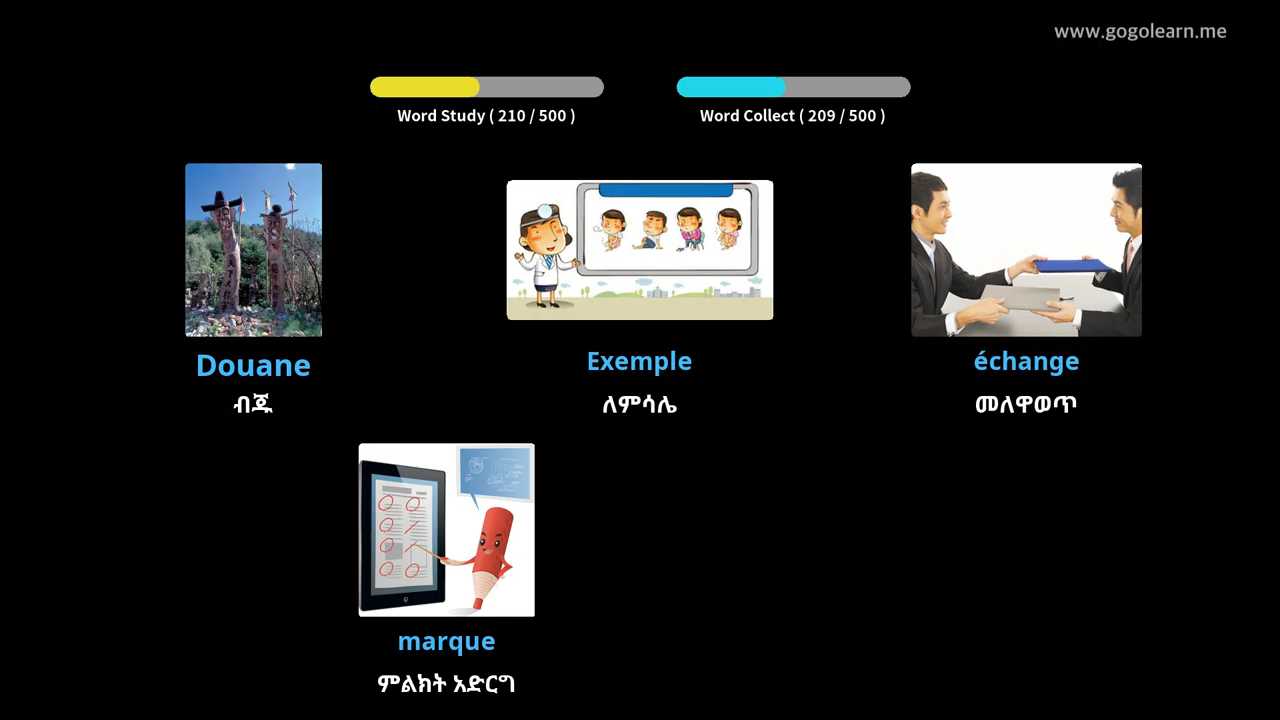 www.gogolearn.me
Word Study ( 210 / 500 )
Word Collect ( 209 / 500 )
Douane
ብጁ
Exemple
ለምሳሌ
échange
መለዋወጥ
marque
ምልክት አድርግ